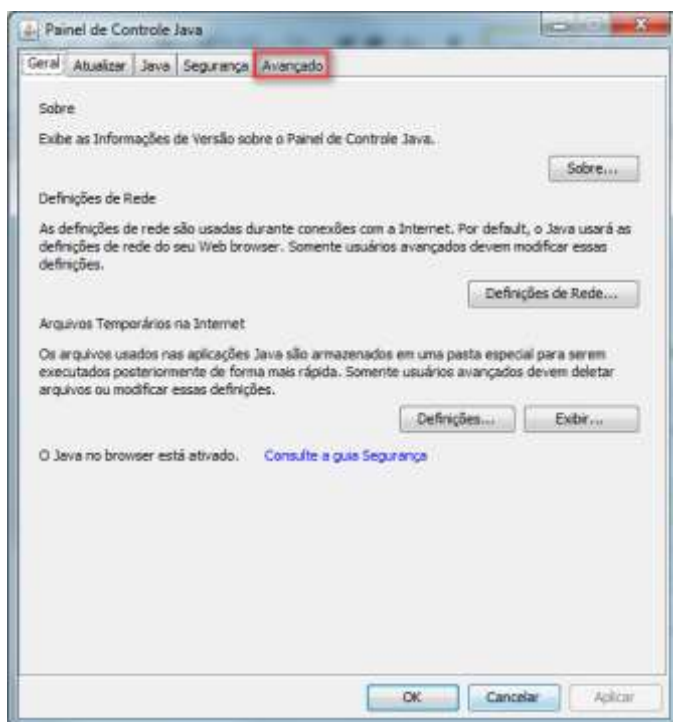 Painel de Controle Java
Geral Atualizar Java Segurança Avançado
Sobre
Exibe as Informações de Versão sobre o Painel de Controle Java.
Sobre...
Definições de Rede
As definições de rede são usadas durante conexões com a Internet. Por default, o Java usará as
definições de rede do seu Web browser. Somente usuários avançados devem modificar essas
definições.
Definições de Rede...
Arquivos Temporários na Internet
Os arquivos usados nas aplicações Java são armazenados em uma pasta especial para serem
executados posteriormente de forma mais rápida. Somente usuários avançados devem deletar
arquivos ou modificar essas definições.
Definições... Exibir...
O Java no browser está ativado. Consulte a guia Segurança
OK Cancelar Aplicar